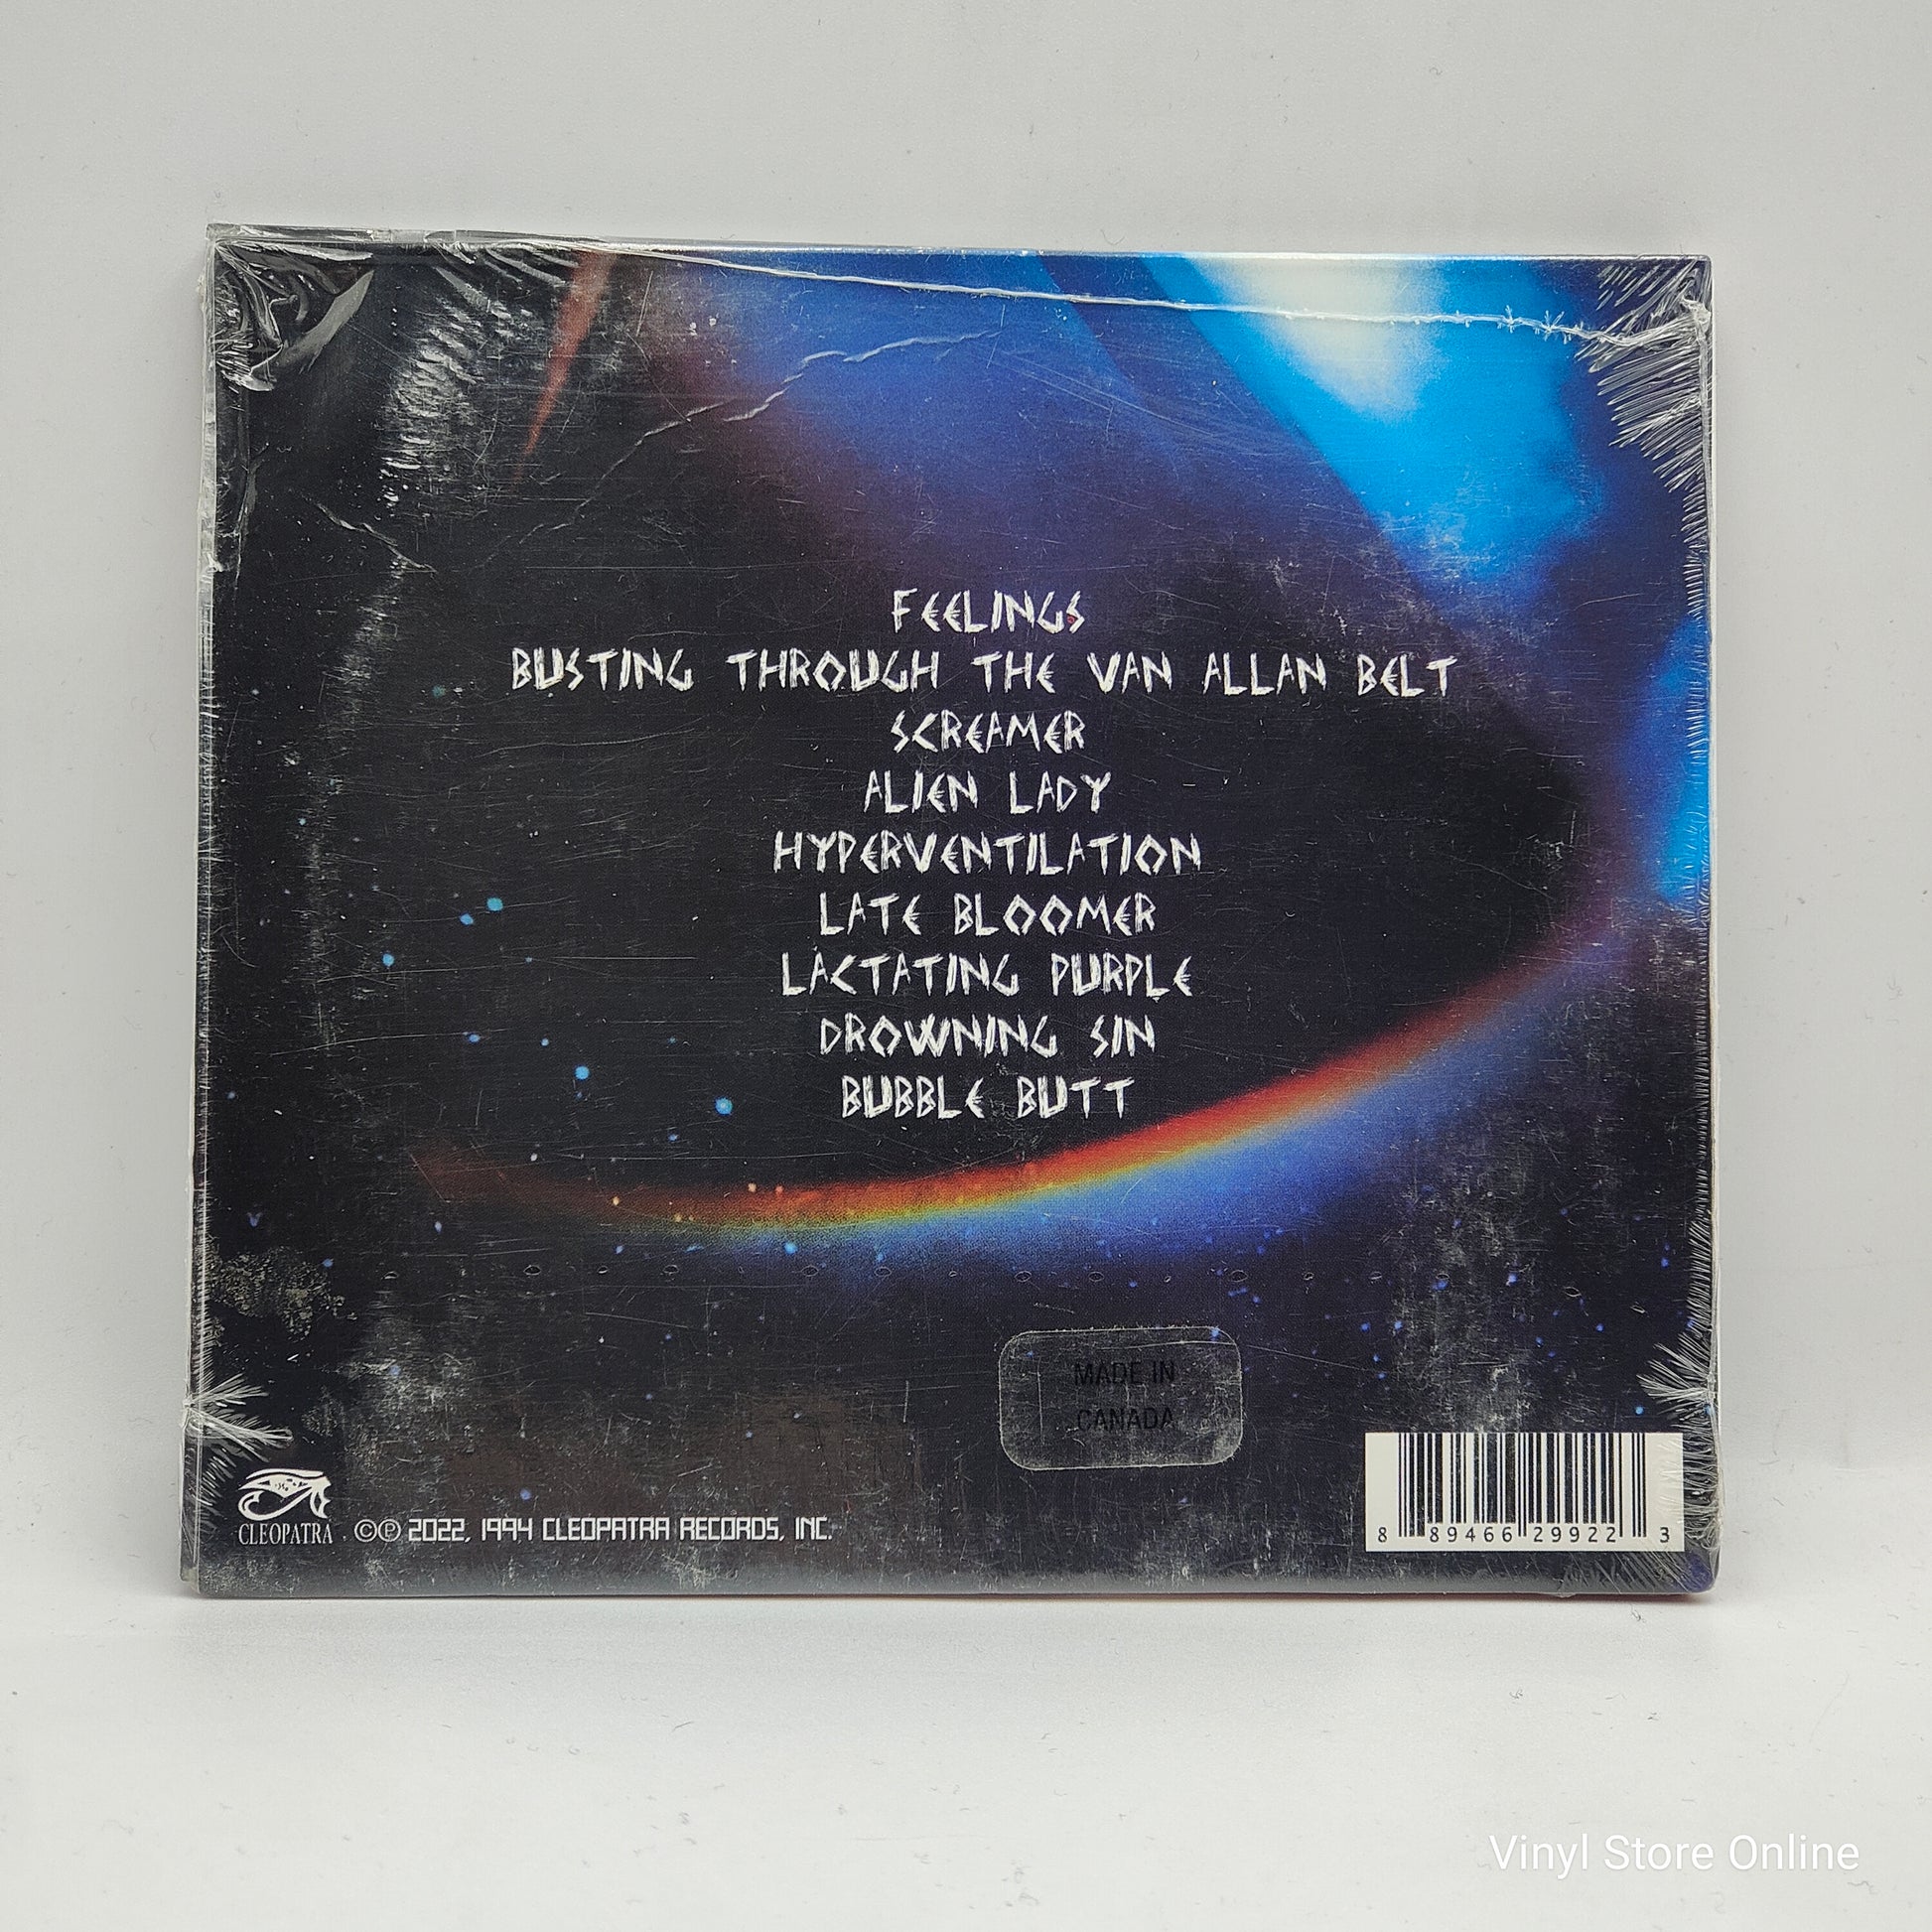 FEELINGS
BUSTING THROUGH THE VAN ALLAN BELT
SCREAMER
ALIEN LADY
HYPERVENTILATION
LATE BLOOMER
LACTATING PURPLE
DROWNING SIN
BUBBLE BUTT
MADE IN
CANADA
CLEOPATRA ©℗ 2022, 1994 CLEOPATRA RECORDS, INC.
8 89466 29922 3
Vinyl Store Online